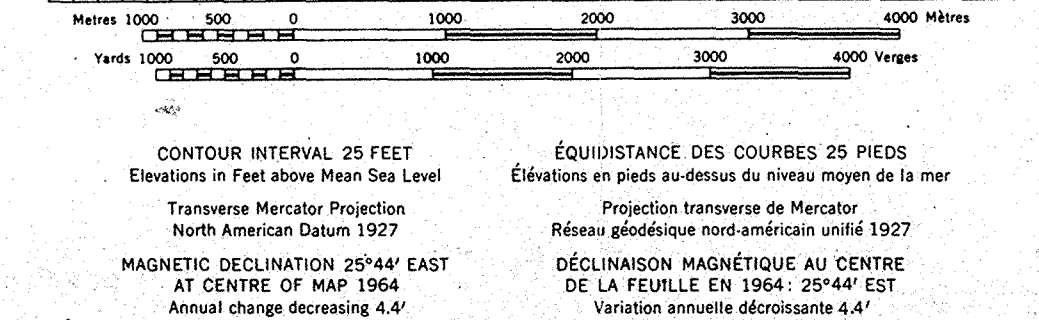 Metres 1000 500 0 1000 2000 3000 4000 Mètres
Yards 1000 500 0 1000 2000 3000 4000 Verges
CONTOUR INTERVAL 25 FEET
Elevations in Feet above Mean Sea Level
Transverse Mercator Projection
North American Datum 1927
MAGNETIC DECLINATION 25°44′ EAST
AT CENTRE OF MAP 1964
Annual change decreasing 4.4′
ÉQUIDISTANCE DES COURBES 25 PIEDS
Élévations en pieds au-dessus du niveau moyen de la mer
Projection transverse de Mercator
Réseau géodésique nord-américain unifié 1927
DÉCLINAISON MAGNÉTIQUE AU CENTRE
DE LA FEUILLE EN 1964: 25°44′ EST
Variation annuelle décroissante 4.4′